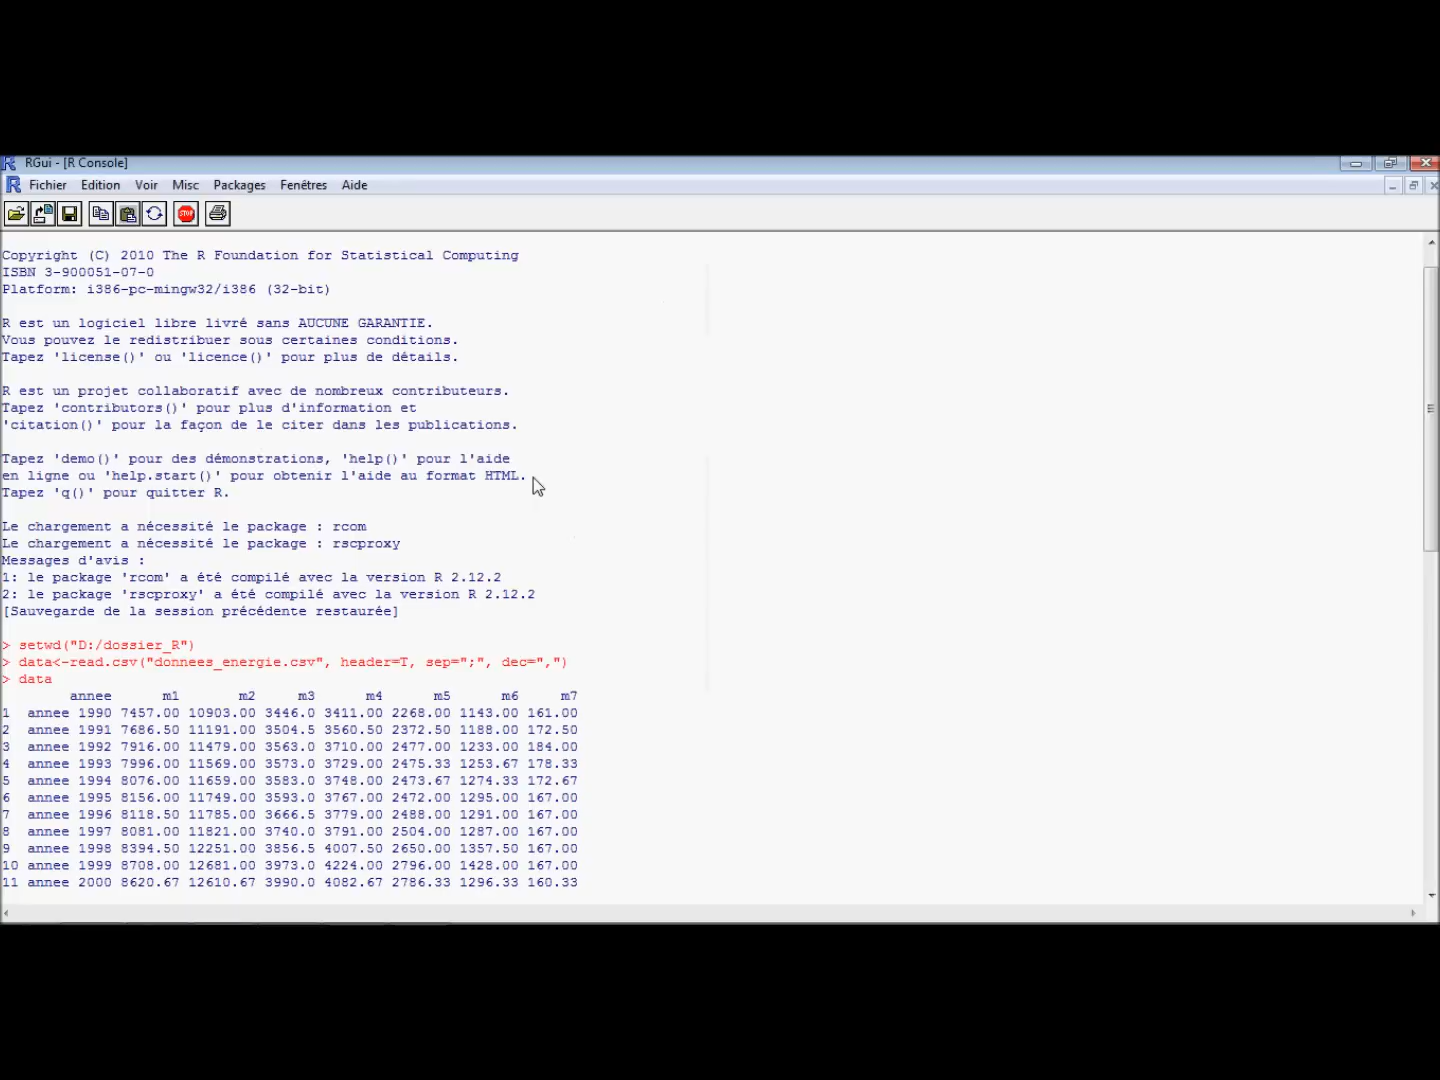 RGui - [R Console]
Fichier Edition Voir Misc Packages Fenêtres Aide
STOP
Copyright (C) 2010 The R Foundation for Statistical Computing
ISBN 3-900051-07-0
Platform: i386-pc-mingw32/i386 (32-bit)
R est un logiciel libre livré sans AUCUNE GARANTIE.
Vous pouvez le redistribuer sous certaines conditions.
Tapez 'license()' ou 'licence()' pour plus de détails.
R est un projet collaboratif avec de nombreux contributeurs.
Tapez 'contributors()' pour plus d'information et
'citation()' pour la façon de le citer dans les publications.
Tapez 'demo()' pour des démonstrations, 'help()' pour l'aide
en ligne ou 'help.start()' pour obtenir l'aide au format HTML.
Tapez 'q()' pour quitter R.
Le chargement a nécessité le package : rcom
Le chargement a nécessité le package : rscproxy
Messages d'avis :
1: le package 'rcom' a été compilé avec la version R 2.12.2
2: le package 'rscproxy' a été compilé avec la version R 2.12.2
[Sauvegarde de la session précédente restaurée]
> setwd("D:/dossier_R")
> data<-read.csv("donnees_energie.csv", header=T, sep=";", dec=",")
> data
annee m1 m2 m3 m4 m5 m6 m7
1 annee 1990 7457.00 10903.00 3446.0 3411.00 2268.00 1143.00 161.00
2 annee 1991 7686.50 11191.00 3504.5 3560.50 2372.50 1188.00 172.50
3 annee 1992 7916.00 11479.00 3563.0 3710.00 2477.00 1233.00 184.00
4 annee 1993 7996.00 11569.00 3573.0 3729.00 2475.33 1253.67 178.33
5 annee 1994 8076.00 11659.00 3583.0 3748.00 2473.67 1274.33 172.67
6 annee 1995 8156.00 11749.00 3593.0 3767.00 2472.00 1295.00 167.00
7 annee 1996 8118.50 11785.00 3666.5 3779.00 2488.00 1291.00 167.00
8 annee 1997 8081.00 11821.00 3740.0 3791.00 2504.00 1287.00 167.00
9 annee 1998 8394.50 12251.00 3856.5 4007.50 2650.00 1357.50 167.00
10 annee 1999 8708.00 12681.00 3973.0 4224.00 2796.00 1428.00 167.00
11 annee 2000 8620.67 12610.67 3990.0 4082.67 2786.33 1296.33 160.33